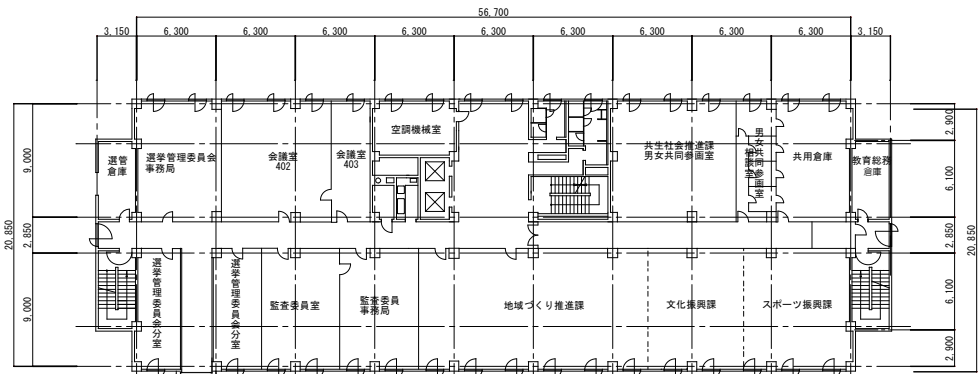 56.700
3.150 6.300 6.300 6.300 6.300 6.300 6.300 6.300 6.300 6.300 3.150
20.850
9.000
2.850
9.000
2.900
6.100
2.850
6.100
2.900
20.850
選管
倉庫
選挙管理委員会
事務局
会議室
402
会議室
403
空調機械室
共生社会推進課
男女共同参画室
男女共同参画室
相談室
共用倉庫
教育総務
倉庫
選挙管理委員会分室
選挙管理委員会分室
監査委員室
監査委員
事務局
地域づくり推進課
文化振興課
スポーツ振興課